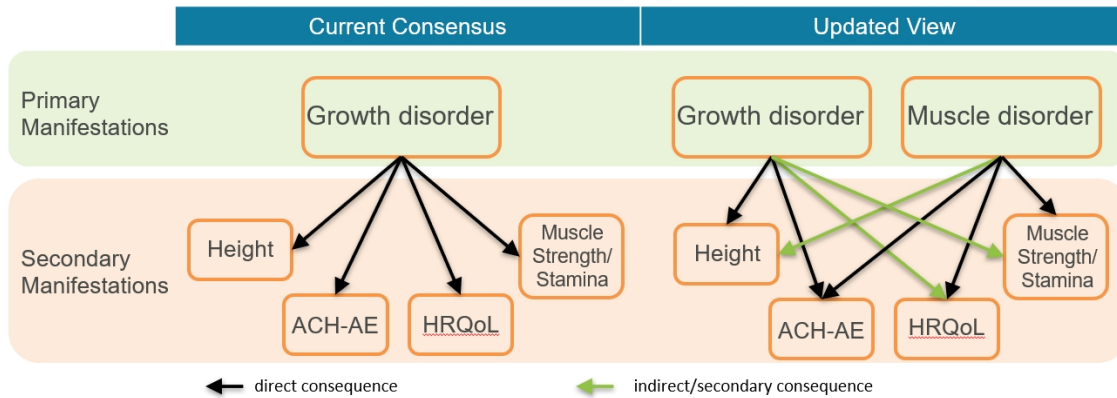 Current Consensus
Updated View
Primary
Manifestations
Growth disorder
Growth disorder
Muscle disorder
Secondary
Manifestations
Height
ACH-AE
HRQoL
Muscle
Strength/
Stamina
Height
ACH-AE
HRQoL
Muscle
Strength/
Stamina
direct consequence
indirect/secondary consequence